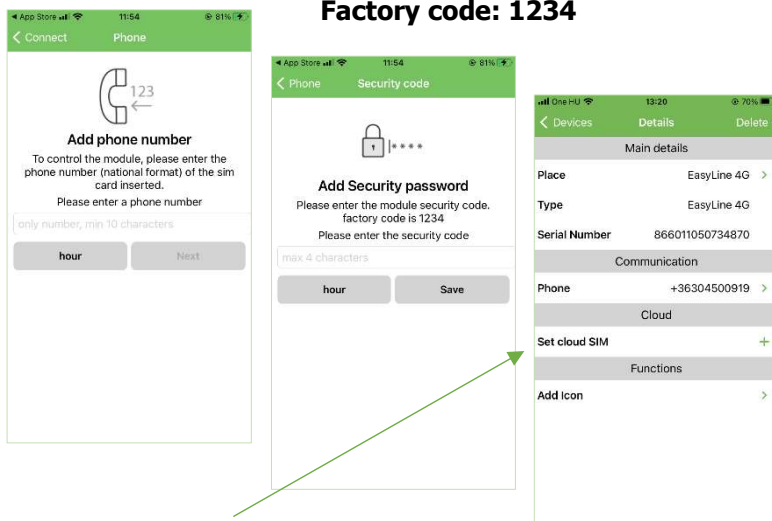 Factory code: 1234
App Store 11:54 81%
Connect Phone
123
Add phone number
To control the module, please enter the
phone number (national format) of the sim
card inserted.
Please enter a phone number
only number, min 10 characters
hour Next
App Store 11:54 81%
Phone Security code
****
Add Security password
Please enter the module security code.
factory code is 1234
Please enter the security code
max 4 characters
hour Save
One HU 13:20 70%
Devices Details Delete
Main details
Place EasyLine 4G
Type EasyLine 4G
Serial Number 866011050734870
Communication
Phone +36304500919
Cloud
Set cloud SIM +
Functions
Add Icon